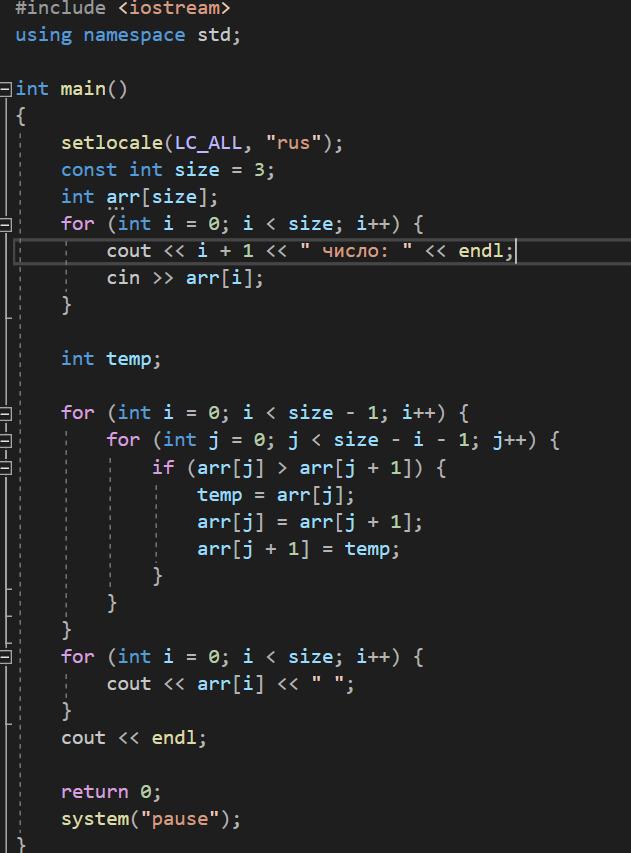 #include <iostream>
using namespace std;
int main()
{
setlocale(LC_ALL, "rus");
const int size = 3;
int arr[size];
for (int i = 0; i < size; i++) {
cout << i + 1 << " число: " << endl;
cin >> arr[i];
}
int temp;
for (int i = 0; i < size - 1; i++) {
for (int j = 0; j < size - i - 1; j++) {
if (arr[j] > arr[j + 1]) {
temp = arr[j];
arr[j] = arr[j + 1];
arr[j + 1] = temp;
}
}
}
for (int i = 0; i < size; i++) {
cout << arr[i] << " ";
}
cout << endl;
return 0;
system("pause");
}